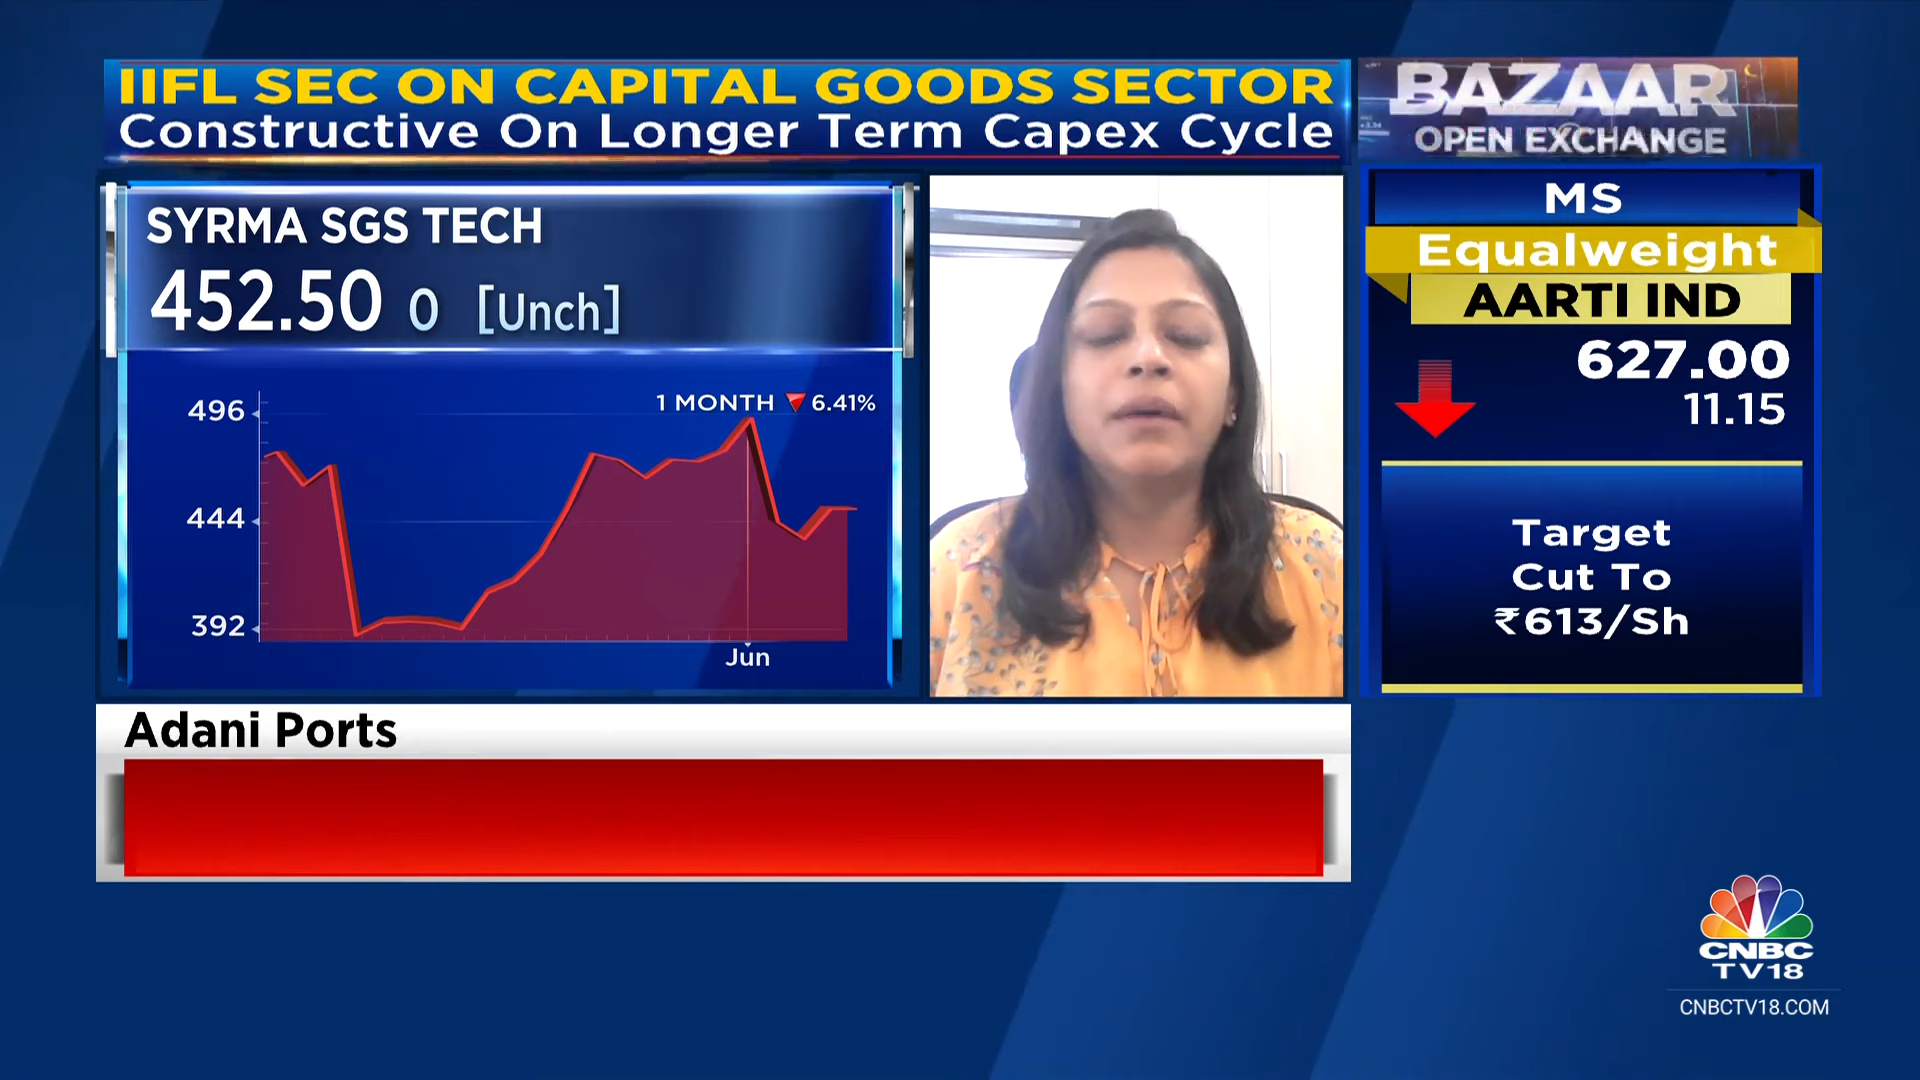 IIFL SEC ON CAPITAL GOODS SECTOR
Constructive On Longer Term Capex Cycle
BAZAAR
OPEN EXCHANGE
SYRMA SGS TECH
452.50 0 [Unch]
1 MONTH 6.41%
496
444
392
Jun
MS
Equalweight
AARTI IND
627.00
11.15
Target
Cut To
₹613/Sh
Adani Ports
CNBC
TV18
CNBCTV18.COM